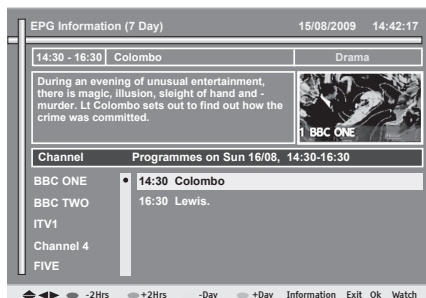 EPG Information (7 Day) 15/08/2009 14:42:17
14:30 - 16:30 Colombo Drama
During an evening of unusual entertainment,
there is magic, illusion, sleight of hand and -
murder. Lt Colombo sets out to find out how the
crime was committed.
1 BBC ONE
Channel Programmes on Sun 16/08, 14:30-16:30
BBC ONE 14:30 Colombo
BBC TWO 16:30 Lewis.
ITV1
Channel 4
FIVE
-2Hrs +2Hrs -Day +Day Information Exit Ok Watch